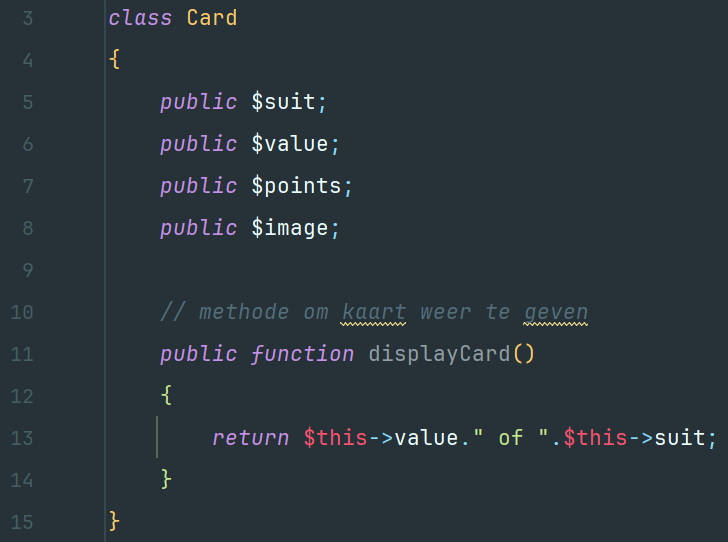 3 class Card
4 {
5 public $suit;
6 public $value;
7 public $points;
8 public $image;
9
10 // methode om kaart weer te geven
11 public function displayCard()
12 {
13 return $this->value." of ".$this->suit;
14 }
15 }